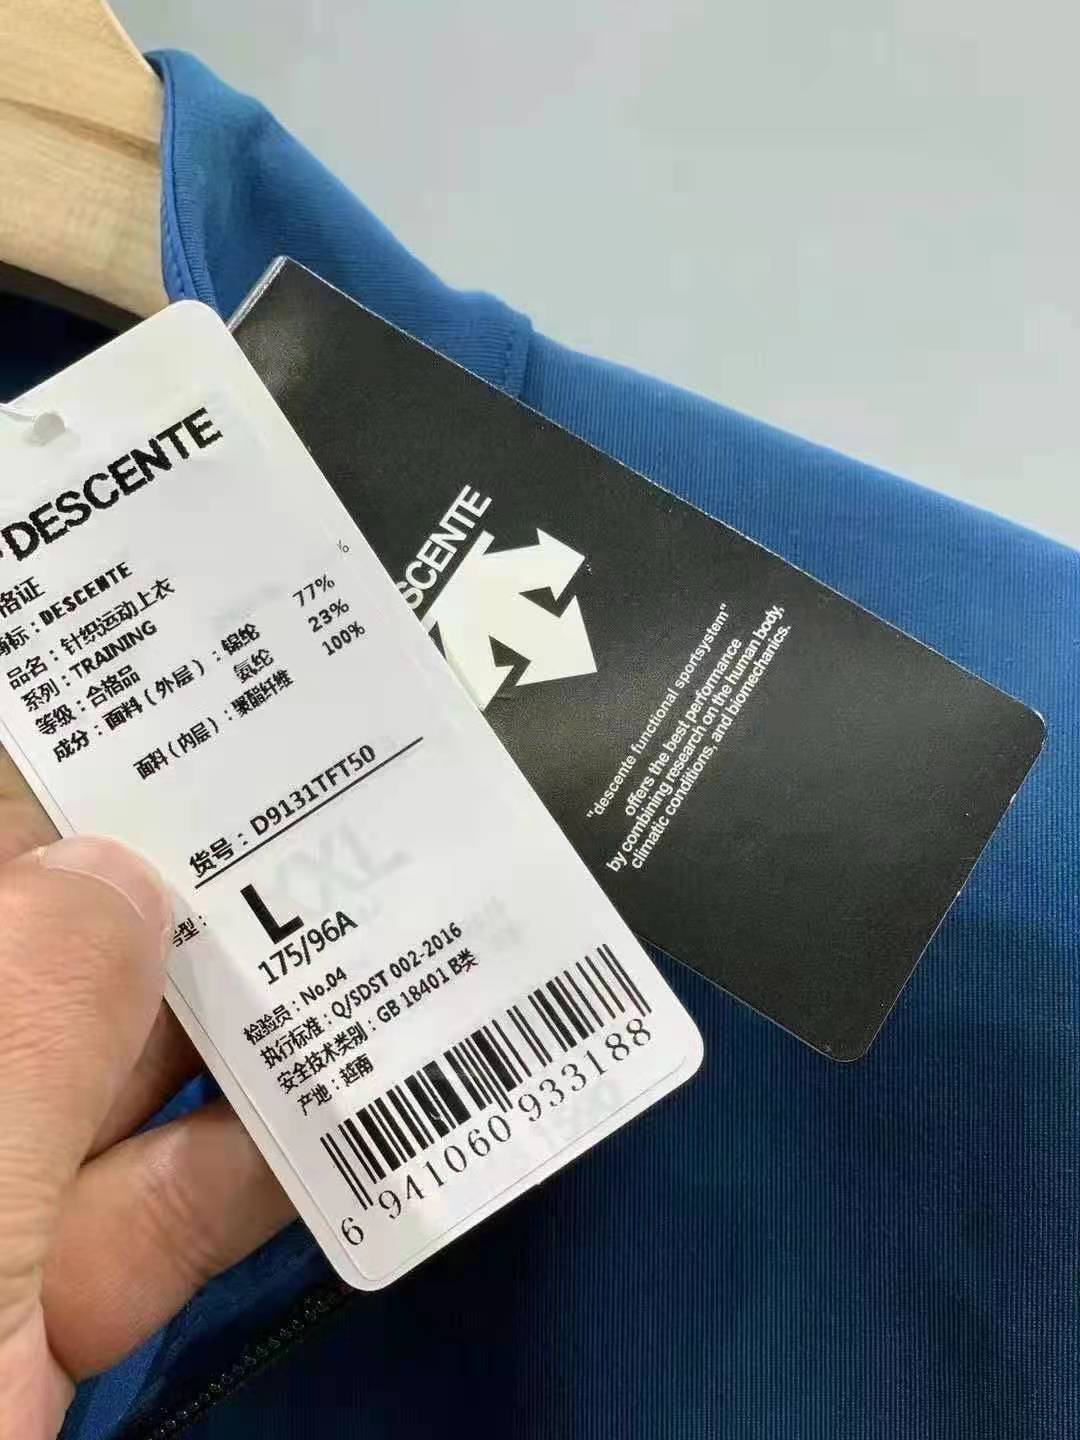 DESCENTE
格证
商标：DESCENTE
品名：针织运动上衣
系列：TRAINING
等级：合格品
成分：面料（外层）：锦纶 77%
氨纶 23%
面料（内层）：聚酯纤维 100%
货号：D9131TFT50
号型：
L
175/96A
检验员：No.04
执行标准：Q/SDST 002-2016
安全技术类别：GB 18401 B类
产地：越南
6 941060 933188
SCENTE
"descente functional sportsystem"
offers the best performance
by combining research on the human body,
climatic conditions, and biomechanics.
XXL